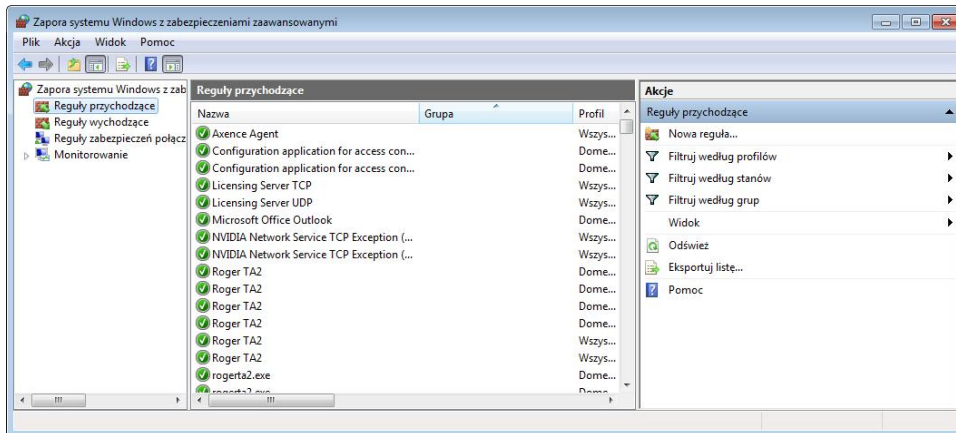 Zapora systemu Windows z zabezpieczeniami zaawansowanymi
Plik Akcja Widok Pomoc
Zapora systemu Windows z zab
Reguły przychodzące
Reguły wychodzące
Reguły zabezpieczeń połącz
Monitorowanie
Reguły przychodzące
Nazwa Grupa Profil
Axence Agent Wszys...
Configuration application for access con... Dome...
Configuration application for access con... Dome...
Licensing Server TCP Wszys...
Licensing Server UDP Wszys...
Microsoft Office Outlook Dome...
NVIDIA Network Service TCP Exception (... Wszys...
NVIDIA Network Service TCP Exception (... Wszys...
Roger TA2 Dome...
Roger TA2 Dome...
Roger TA2 Dome...
Roger TA2 Dome...
Roger TA2 Wszys...
Roger TA2 Wszys...
rogerta2.exe Dome...
rogerta2.exe Dome...
Akcje
Reguły przychodzące
Nowa reguła...
Filtruj według profilów
Filtruj według stanów
Filtruj według grup
Widok
Odśwież
Eksportuj listę...
Pomoc